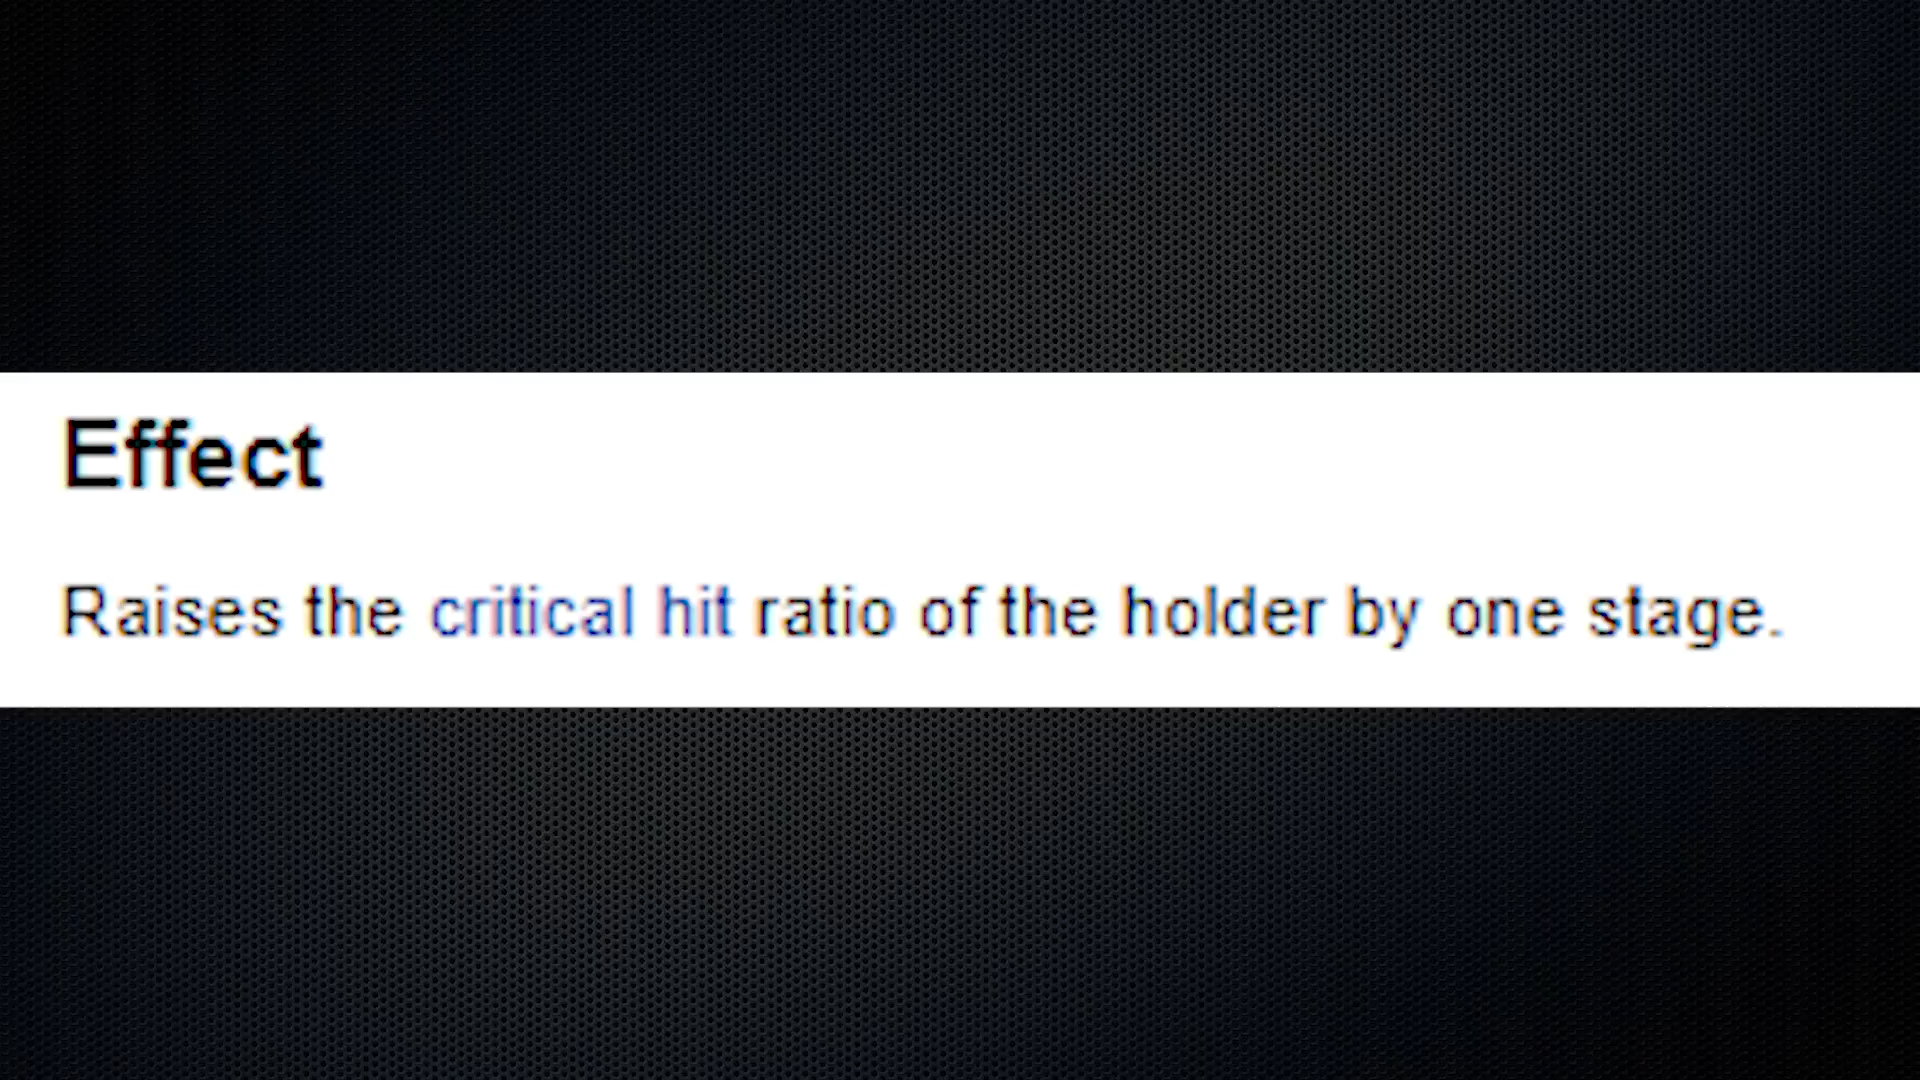 Effect
Raises the critical hit ratio of the holder by one stage.